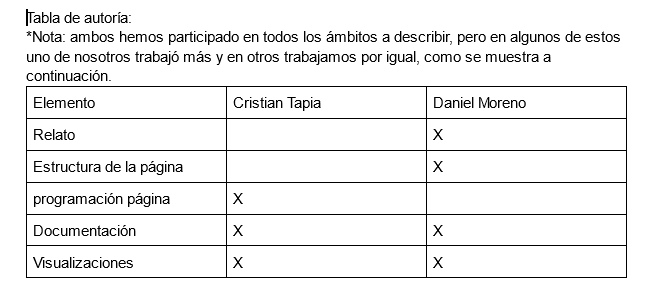 Tabla de autoría:
*Nota: ambos hemos participado en todos los ámbitos a describir, pero en algunos de estos
uno de nosotros trabajó más y en otros trabajamos por igual, como se muestra a
continuación.
Elemento Cristian Tapia Daniel Moreno
Relato X
Estructura de la página X
programación página X
Documentación X X
Visualizaciones X X